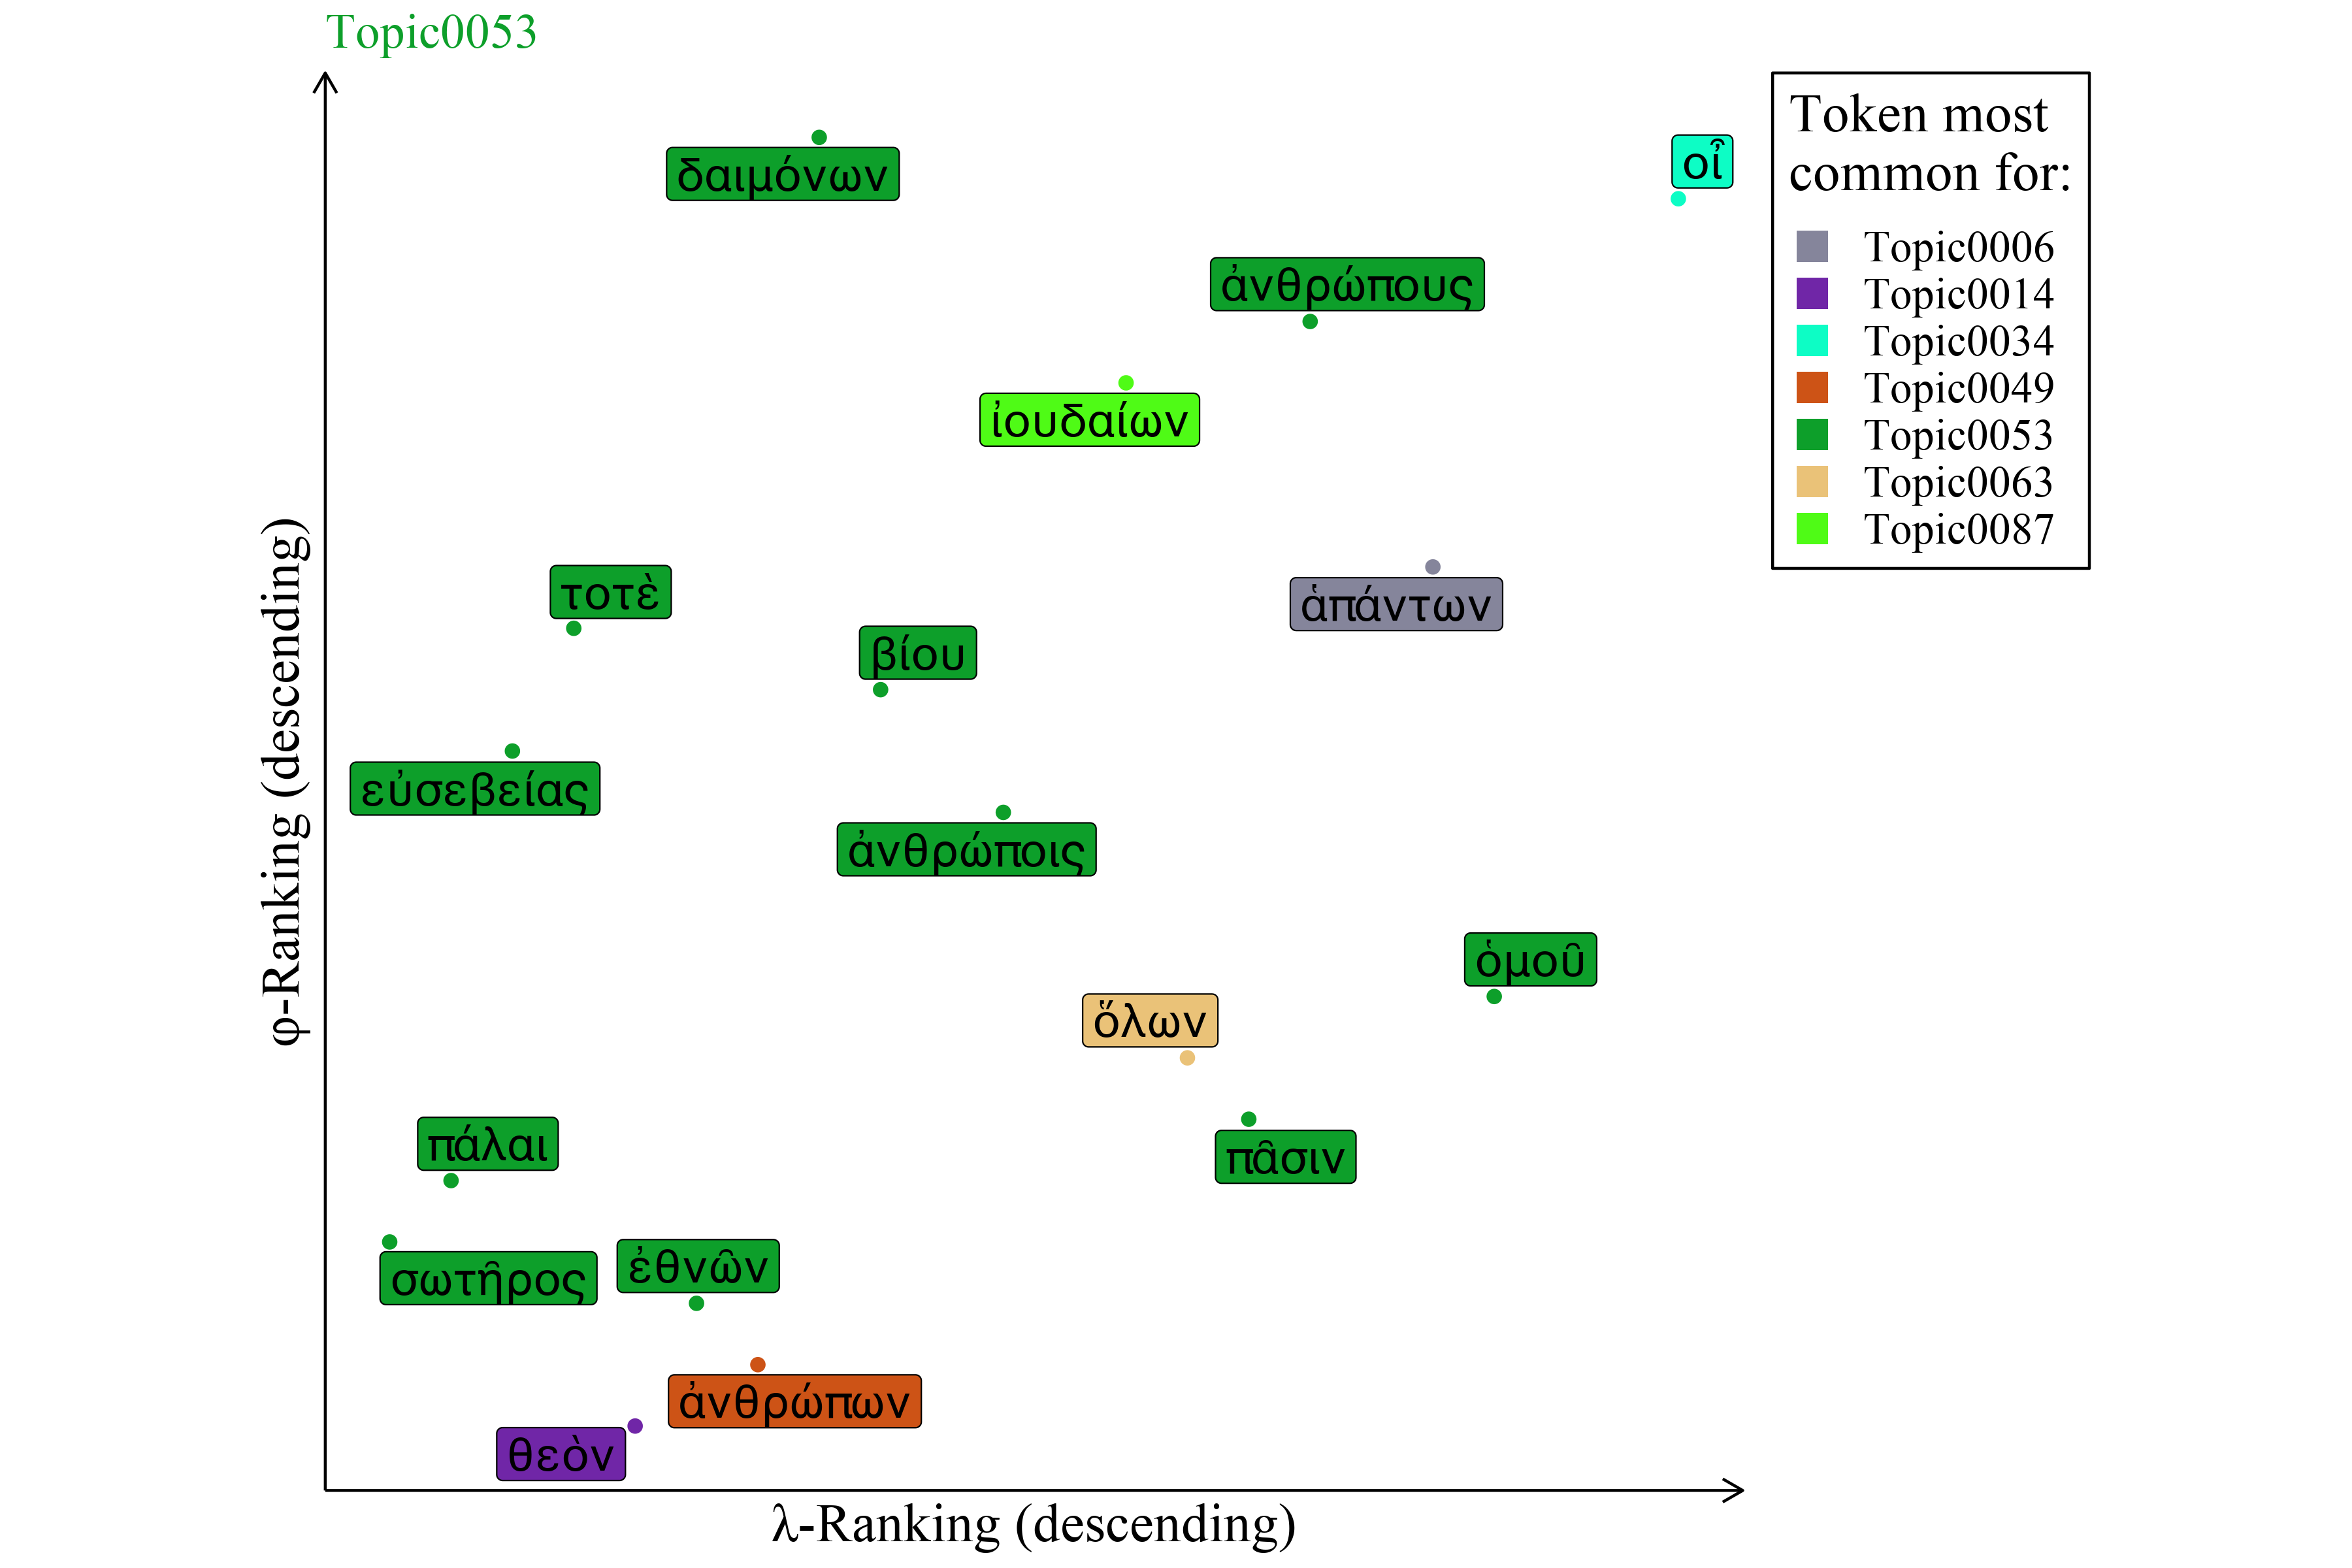 Topic0053
δαιμόνων
οἷ
ἀνθρώπους
ἰουδαίων
τοτὲ
ἁπάντων
βίου
εὐσεβείας
ἀνθρώποις
ὁμοῦ
ὅλων
πάλαι
πᾶσιν
σωτῆρος
ἐθνῶν
ἀνθρώπων
θεὸν
φ-Ranking (descending)
λ-Ranking (descending)
Token most
common for:
Topic0006
Topic0014
Topic0034
Topic0049
Topic0053
Topic0063
Topic0087